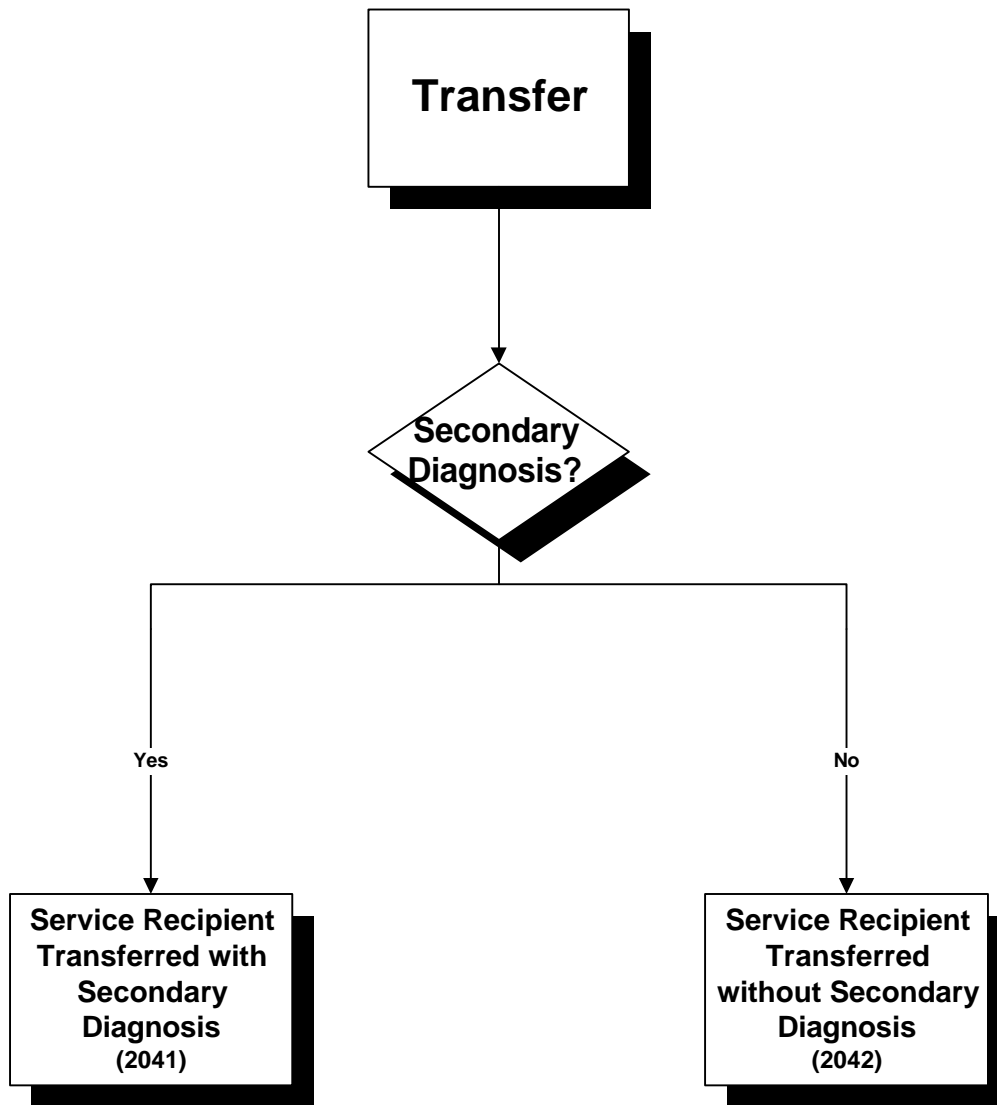 Transfer
Secondary
Diagnosis?
Yes
No
Service Recipient
Transferred with
Secondary
Diagnosis
(2041)
Service Recipient
Transferred
without Secondary
Diagnosis
(2042)